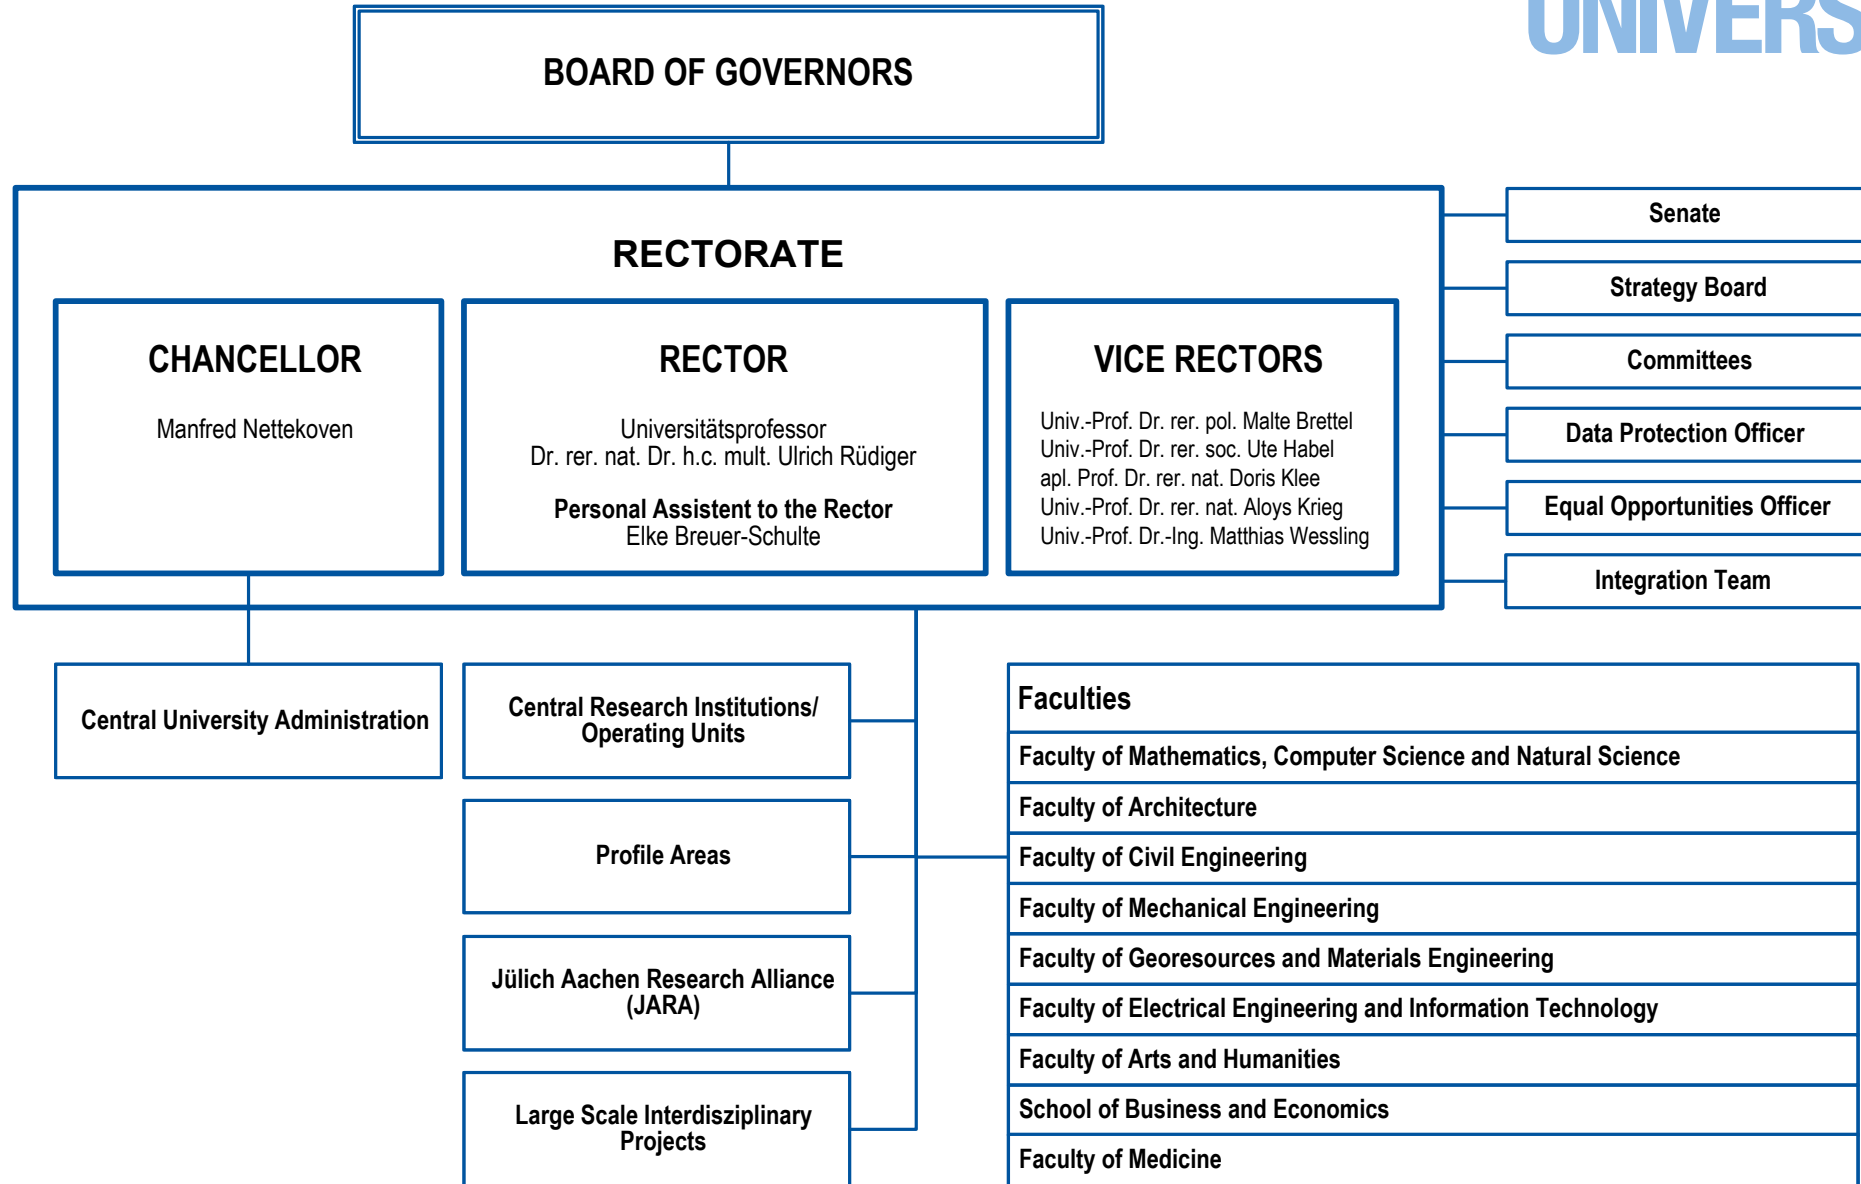 UNIVERS
BOARD OF GOVERNORS
RECTORATE
CHANCELLOR
Manfred Nettekoven
RECTOR
Universitätsprofessor
Dr. rer. nat. Dr. h.c. mult. Ulrich Rüdiger
Personal Assistent to the Rector
Elke Breuer-Schulte
VICE RECTORS
Univ.-Prof. Dr. rer. pol. Malte Brettel
Univ.-Prof. Dr. rer. soc. Ute Habel
apl. Prof. Dr. rer. nat. Doris Klee
Univ.-Prof. Dr. rer. nat. Aloys Krieg
Univ.-Prof. Dr.-Ing. Matthias Wessling
Senate
Strategy Board
Committees
Data Protection Officer
Equal Opportunities Officer
Integration Team
Central University Administration
Central Research Institutions/
Operating Units
Profile Areas
Jülich Aachen Research Alliance
(JARA)
Large Scale Interdisziplinary
Projects
Faculties
Faculty of Mathematics, Computer Science and Natural Science
Faculty of Architecture
Faculty of Civil Engineering
Faculty of Mechanical Engineering
Faculty of Georesources and Materials Engineering
Faculty of Electrical Engineering and Information Technology
Faculty of Arts and Humanities
School of Business and Economics
Faculty of Medicine